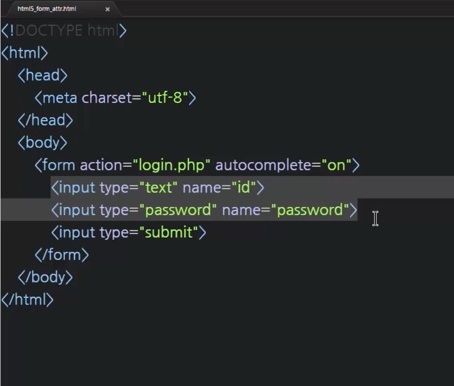 html5_form_attr.html ×
<!DOCTYPE html>
<html>
<head>
<meta charset="utf-8">
</head>
<body>
<form action="login.php" autocomplete="on">
<input type="text" name="id">
<input type="password" name="password">
<input type="submit">
</form>
</body>
</html>